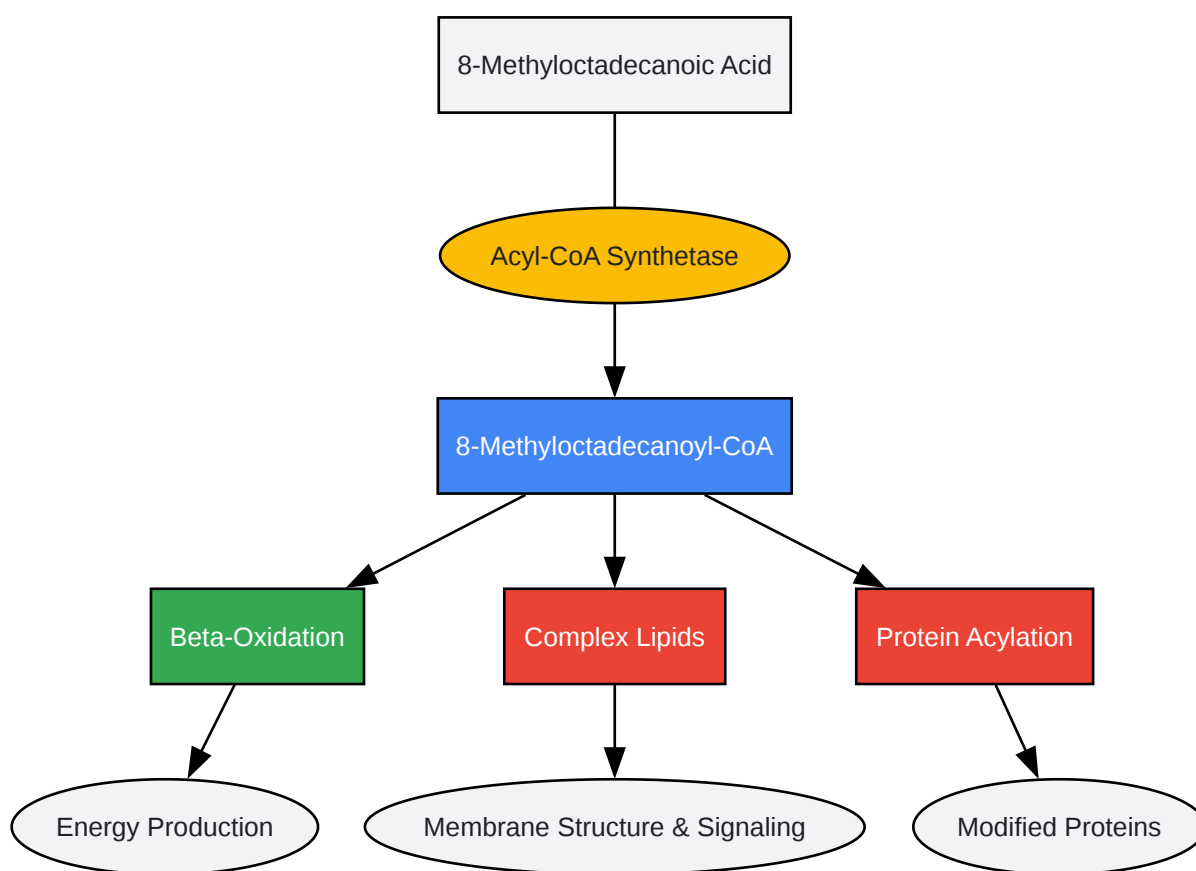 8-Methyloctadecanoic Acid
Acyl-CoA Synthetase
8-Methyloctadecanoyl-CoA
Beta-Oxidation
Complex Lipids
Protein Acylation
Energy Production
Membrane Structure & Signaling
Modified Proteins